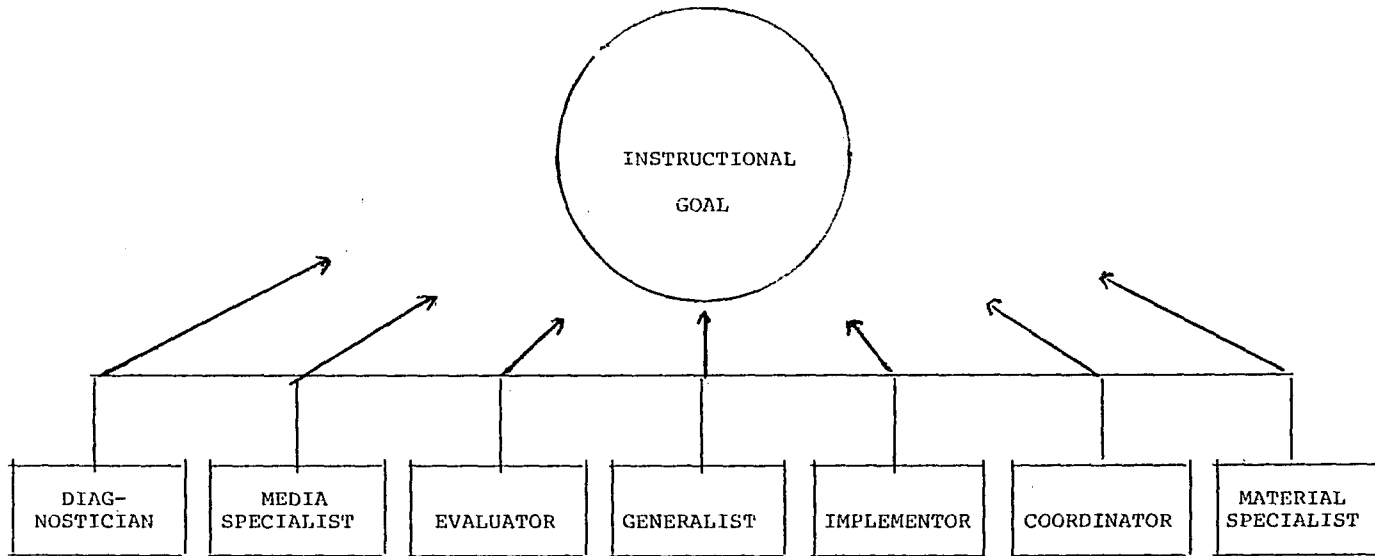 INSTRUCTIONAL
GOAL
DIAG-
NOSTICIAN
MEDIA
SPECIALIST
EVALUATOR
GENERALIST
IMPLEMENTOR
COORDINATOR
MATERIAL
SPECIALIST